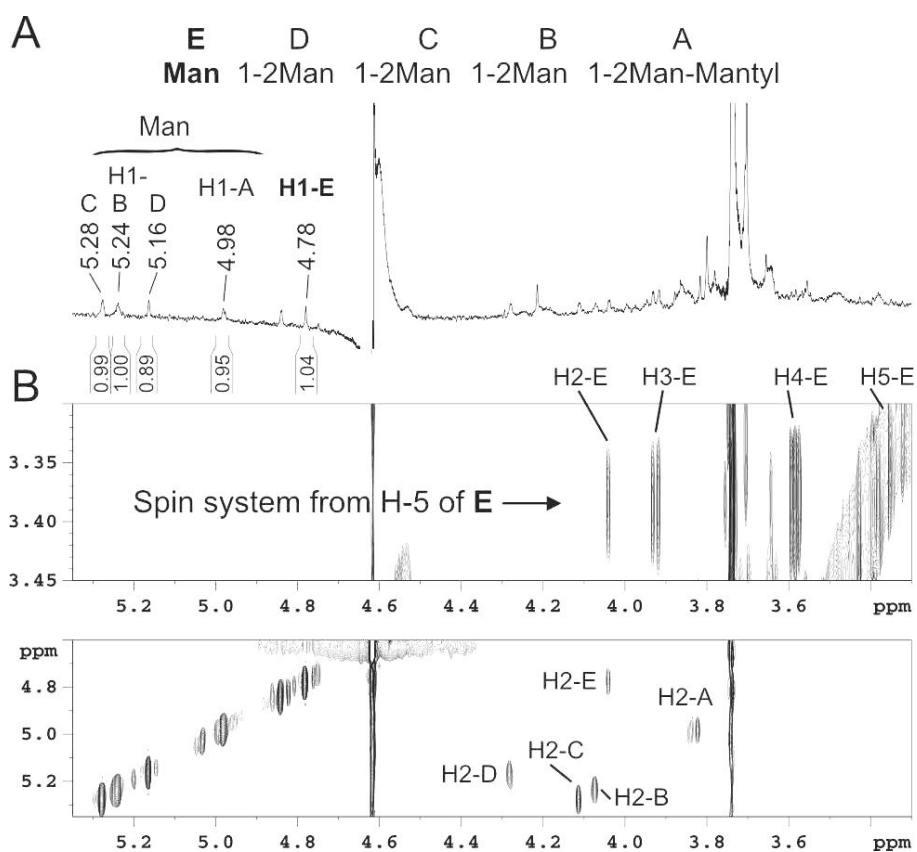 A
E D C B A
Man 1-2Man 1-2Man 1-2Man 1-2Man-Mantyl
Man
H1-
C B D H1-A H1-E
5.28 5.24 5.16 4.98 4.78
0.99 1.00 0.89 0.95 1.04
B
H2-E H3-E H4-E H5-E
3.35
3.40
3.45
Spin system from H-5 of E
5.2 5.0 4.8 4.6 4.4 4.2 4.0 3.8 3.6 ppm
ppm
4.8
5.0
5.2
H2-E
H2-A
H2-C
H2-D
H2-B
5.2 5.0 4.8 4.6 4.4 4.2 4.0 3.8 3.6 ppm